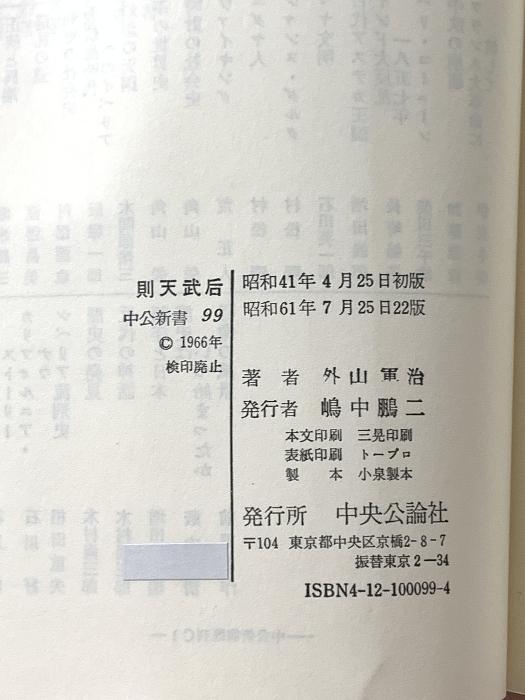 則天武后
中公新書 99
© 1966年
検印廃止
昭和41年4月25日初版
昭和61年7月25日22版
著者 外山軍治
発行者 嶋中鵬二
本文印刷 三晃印刷
表紙印刷 トープロ
製本 小泉製本
発行所 中央公論社
〒104 東京都中央区京橋2-8-7
振替東京2-34
ISBN4-12-100099-4